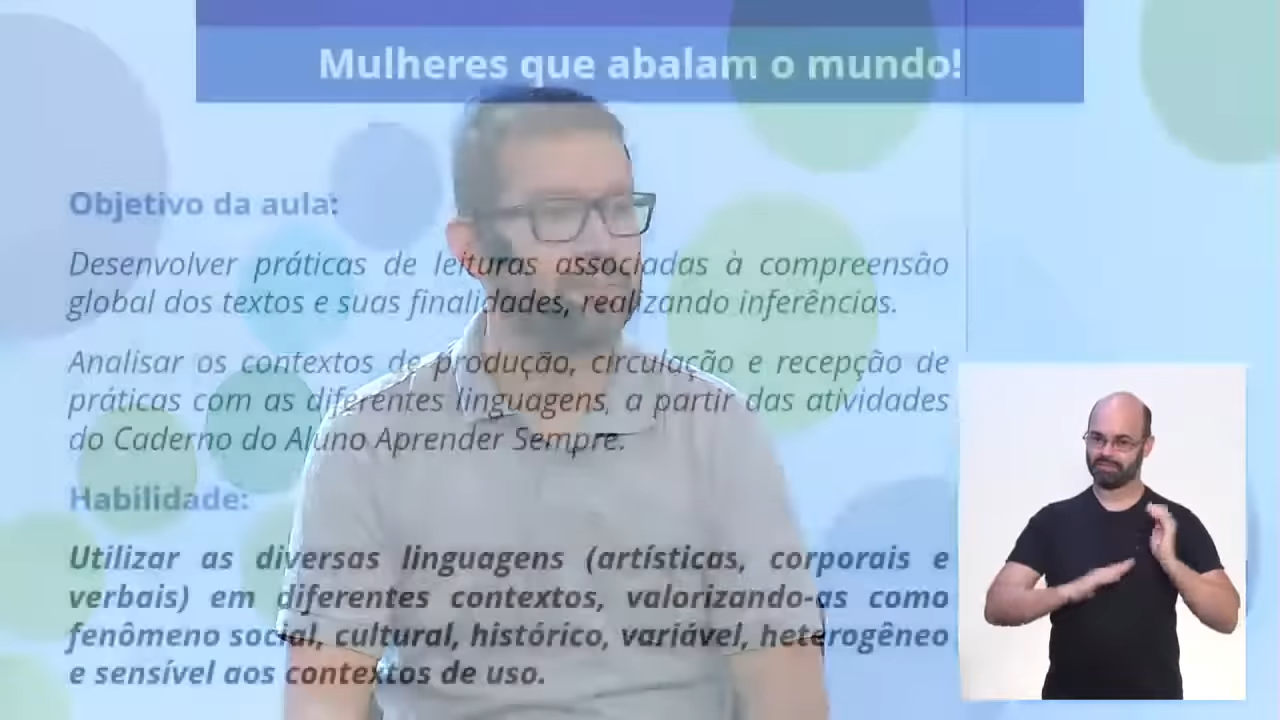 Mulheres que abalam o mundo!
Objetivo da aula:
Desenvolver práticas de leituras associadas à compreensão
global dos textos e suas finalidades, realizando inferências.
Analisar os contextos de produção, circulação e recepção de
práticas com as diferentes linguagens, a partir das atividades
do Caderno do Aluno Aprender Sempre.
Habilidade:
Utilizar as diversas linguagens (artísticas, corporais e
verbais) em diferentes contextos, valorizando-as como
fenômeno social, cultural, histórico, variável, heterogêneo
e sensível aos contextos de uso.